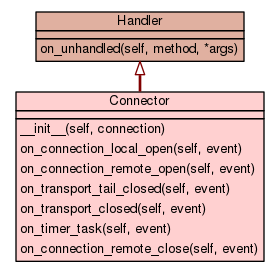 Handler
on_unhandled(self, method, *args)
Connector
__init__(self, connection)
on_connection_local_open(self, event)
on_connection_remote_open(self, event)
on_transport_tail_closed(self, event)
on_transport_closed(self, event)
on_timer_task(self, event)
on_connection_remote_close(self, event)